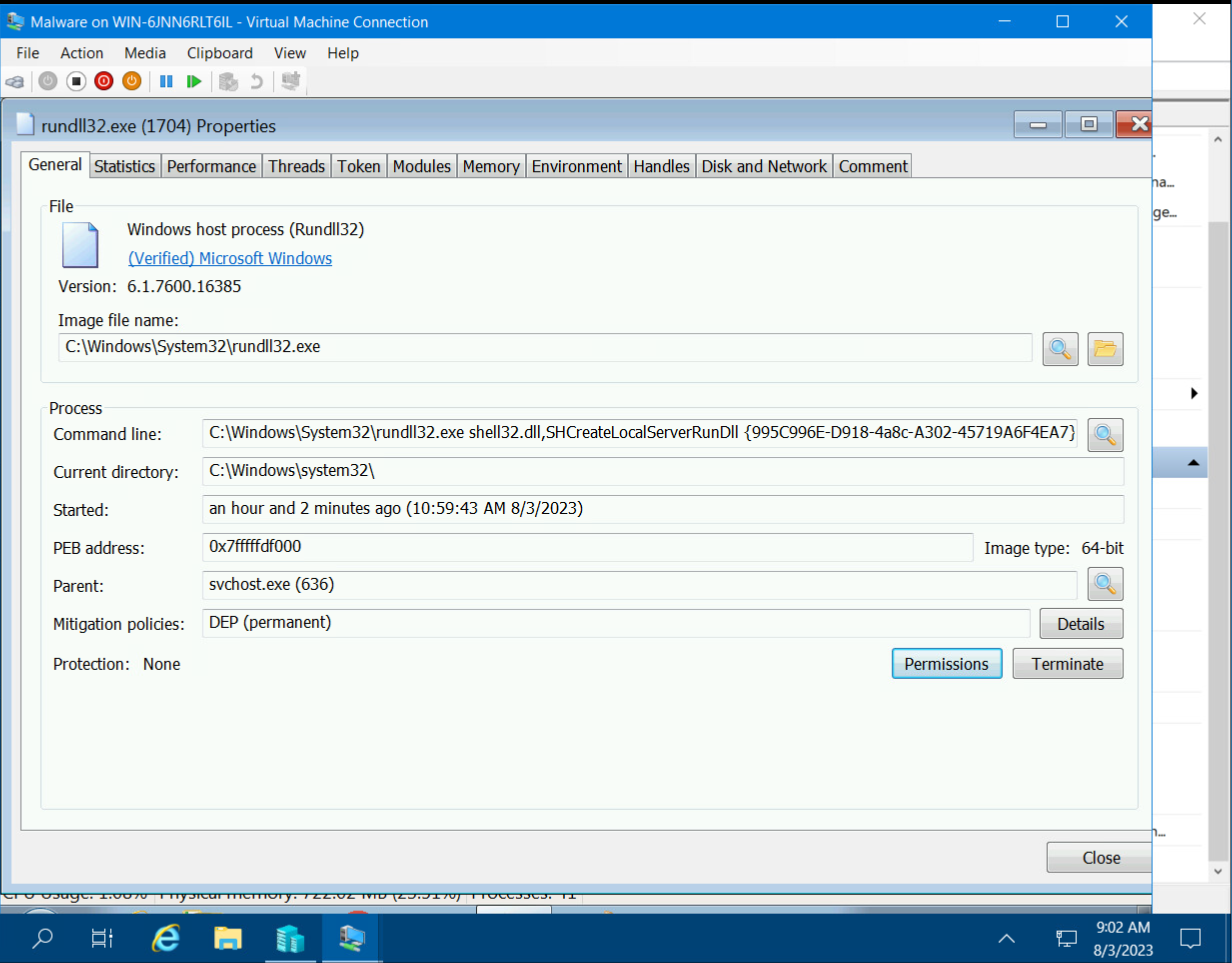 Malware on WIN-6JNN6RLT6IL - Virtual Machine Connection
File Action Media Clipboard View Help
rundll32.exe (1704) Properties
General Statistics Performance Threads Token Modules Memory Environment Handles Disk and Network Comment
File
Windows host process (Rundll32)
(Verified) Microsoft Windows
Version: 6.1.7600.16385
Image file name:
C:\Windows\System32\rundll32.exe
Process
Command line: C:\Windows\System32\rundll32.exe shell32.dll,SHCreateLocalServerRunDll {995C996E-D918-4a8c-A302-45719A6F4EA7}
Current directory: C:\Windows\system32\
Started: an hour and 2 minutes ago (10:59:43 AM 8/3/2023)
PEB address: 0x7fffffdf000 Image type: 64-bit
Parent: svchost.exe (636)
Mitigation policies: DEP (permanent) Details
Protection: None Permissions Terminate
Close
9:02 AM
8/3/2023